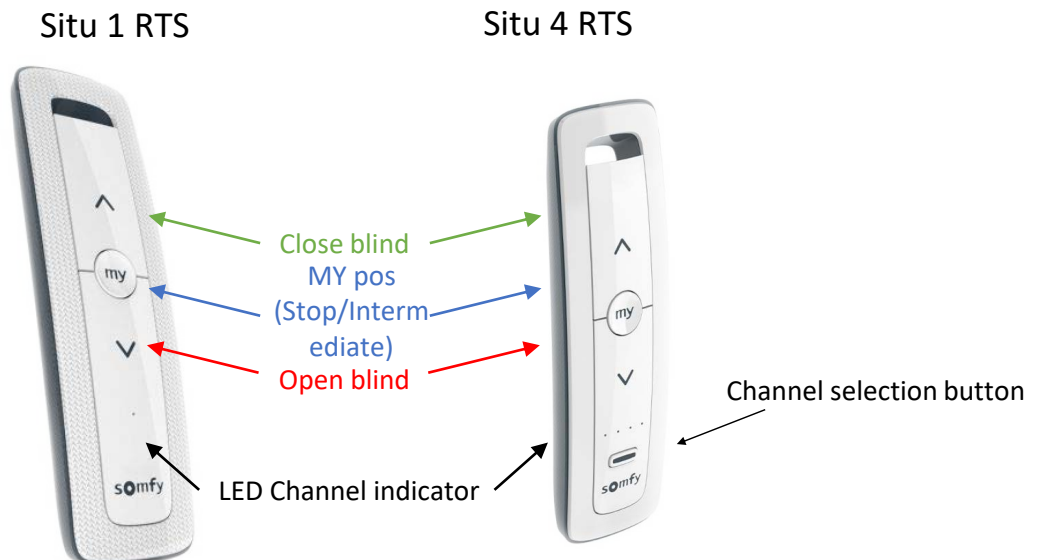 Situ 1 RTS
Situ 4 RTS
my
my
Close blind
MY pos
(Stop/Interm
ediate)
Open blind
Channel selection button
LED Channel indicator
somfy
somfy